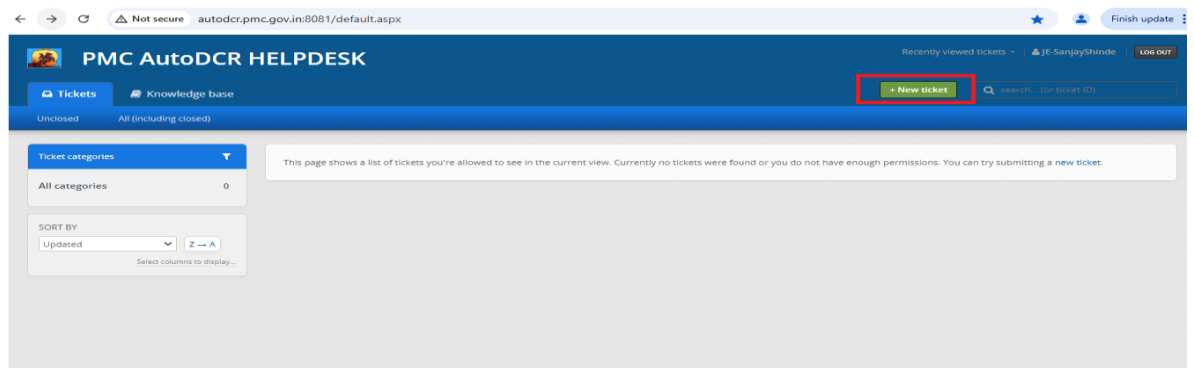 Not secure autodcr.pmc.gov.in:8081/default.aspx Finish update
PMC AutoDCR HELPDESK
Recently viewed tickets JE-SanjayShinde LOG OUT
Tickets Knowledge base + New ticket search... (or ticket ID)
Unclosed All (including closed)
Ticket categories
This page shows a list of tickets you're allowed to see in the current view. Currently no tickets were found or you do not have enough permissions. You can try submitting a new ticket.
All categories 0
SORT BY
Updated Z → A
Select columns to display...